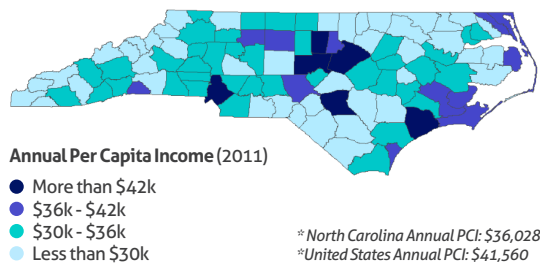 Annual Per Capita Income (2011)
More than $42k
$36k - $42k
$30k - $36k
Less than $30k
* North Carolina Annual PCI: $36,028
*United States Annual PCI: $41,560